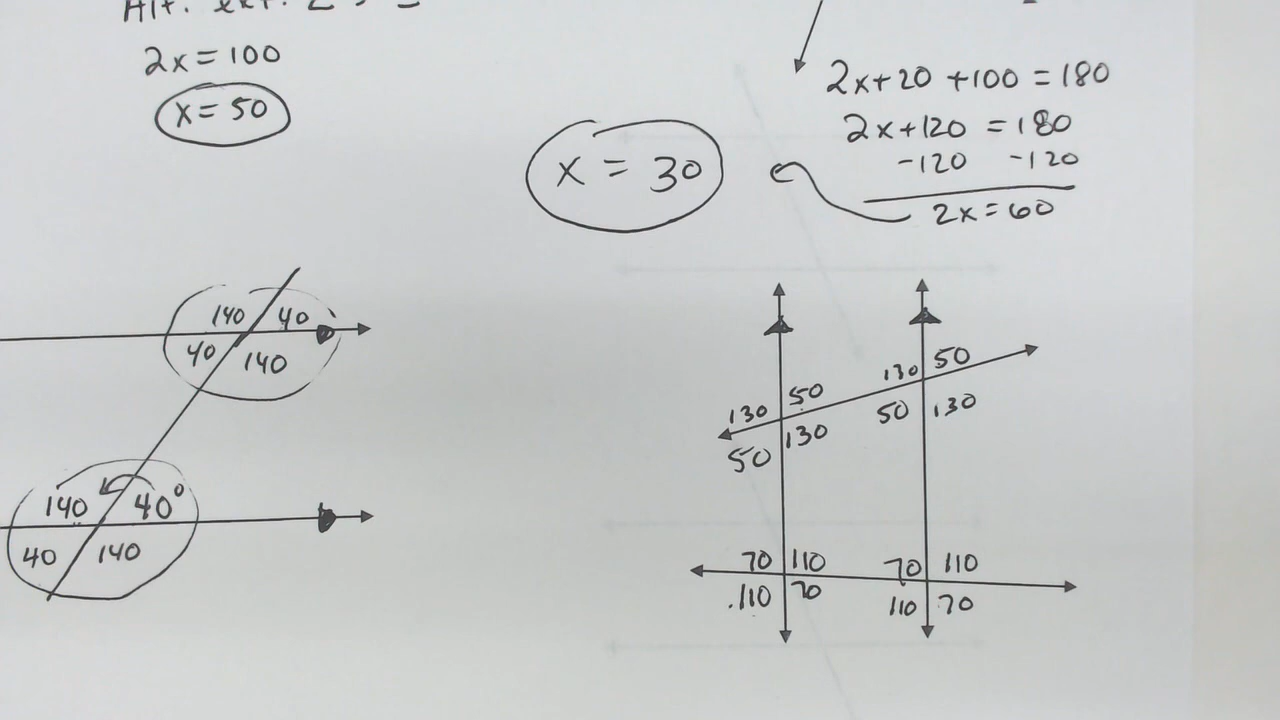 Alt. ext.
2x = 100
x = 50
2x+20 +100 = 180
2x+120 = 180
-120 -120
2x = 60
x = 30
140 40
40 140
140 40°
40 140
130 50 130 50
50 130 50 130
70 110 70 110
110 70 110 70